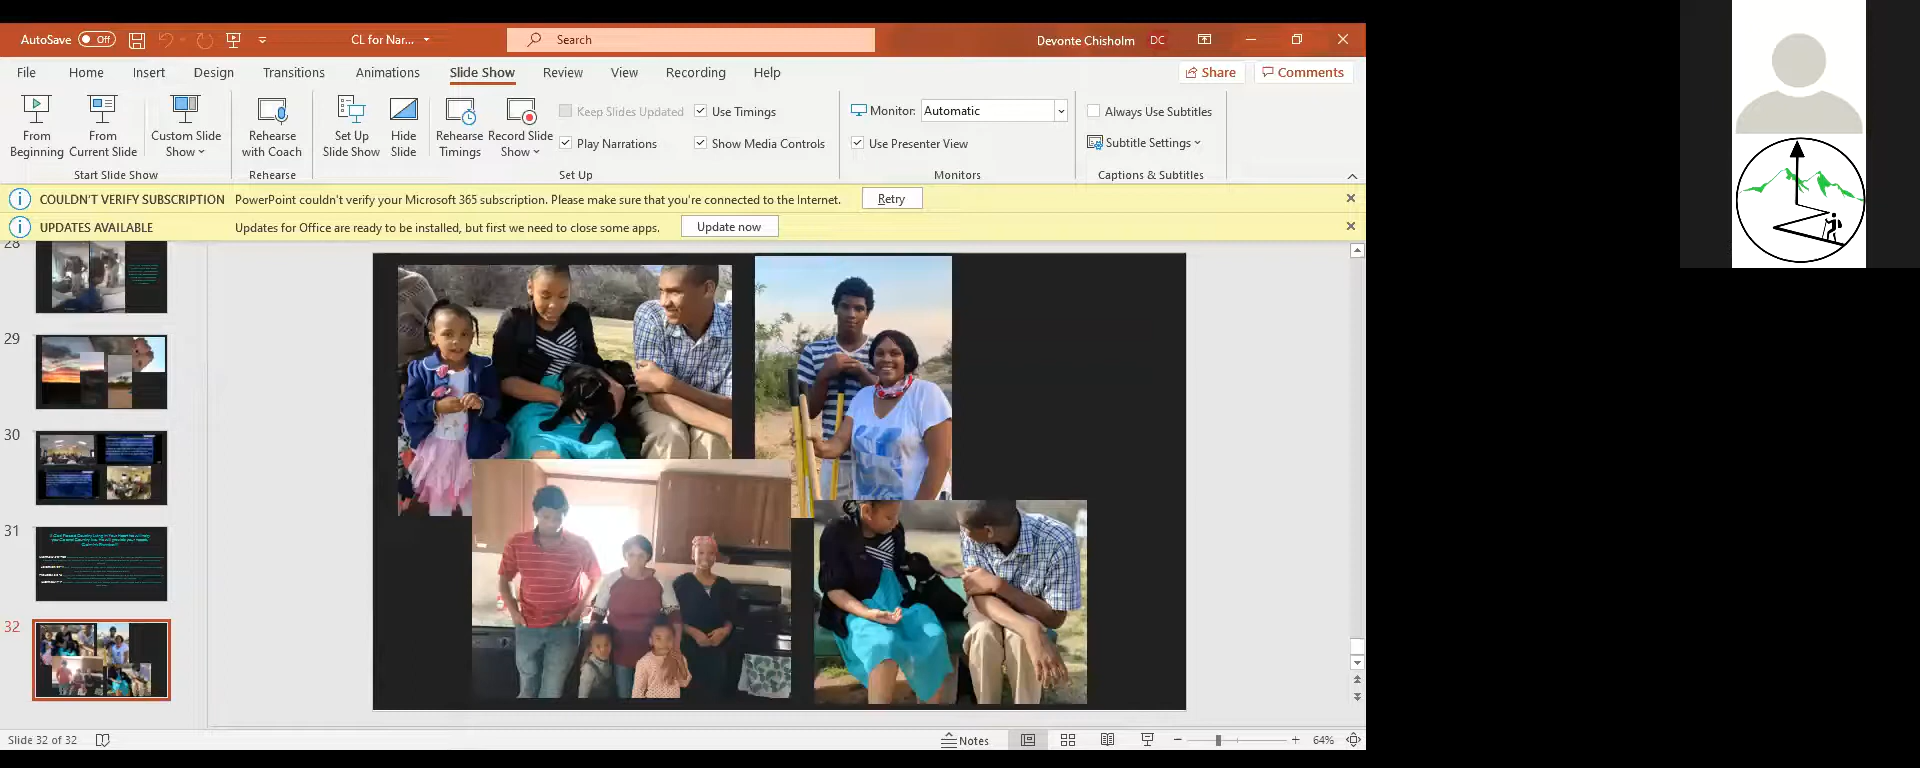 AutoSave Off CL for Nar... Search Devonte Chisholm DC
File Home Insert Design Transitions Animations Slide Show Review View Recording Help Share Comments
From Beginning
From Current Slide
Custom Slide Show
Rehearse with Coach
Set Up Slide Show
Hide Slide
Rehearse Timings
Record Slide Show
Keep Slides Updated
Play Narrations
Use Timings
Show Media Controls
Monitor: Automatic
Use Presenter View
Always Use Subtitles
Subtitle Settings
Start Slide Show Rehearse Set Up Monitors Captions & Subtitles
COULDN'T VERIFY SUBSCRIPTION PowerPoint couldn't verify your Microsoft 365 subscription. Please make sure that you're connected to the Internet. Retry
UPDATES AVAILABLE Updates for Office are ready to be installed, but first we need to close some apps. Update now
28
29
30
31
32
Slide 32 of 32 Notes 64%